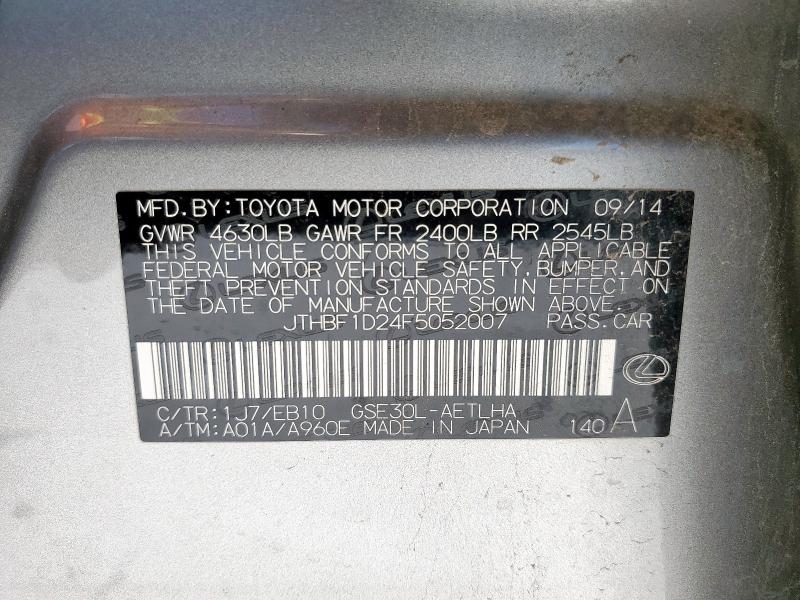 MFD.BY:TOYOTA MOTOR CORPORATION 09/14
GVWR 4630LB GAWR FR 2400LB RR 2545LB
THIS VEHICLE CONFORMS TO ALL APPLICABLE
FEDERAL MOTOR VEHICLE SAFETY,BUMPER,AND
THEFT PREVENTION STANDARDS IN EFFECT ON
THE DATE OF MANUFACTURE SHOWN ABOVE.
JTHBF1D24F5052007 PASS.CAR
C/TR:1J7/EB10 GSE30L-AETLHA
A/TM:A01A/A960E MADE IN JAPAN 140 A